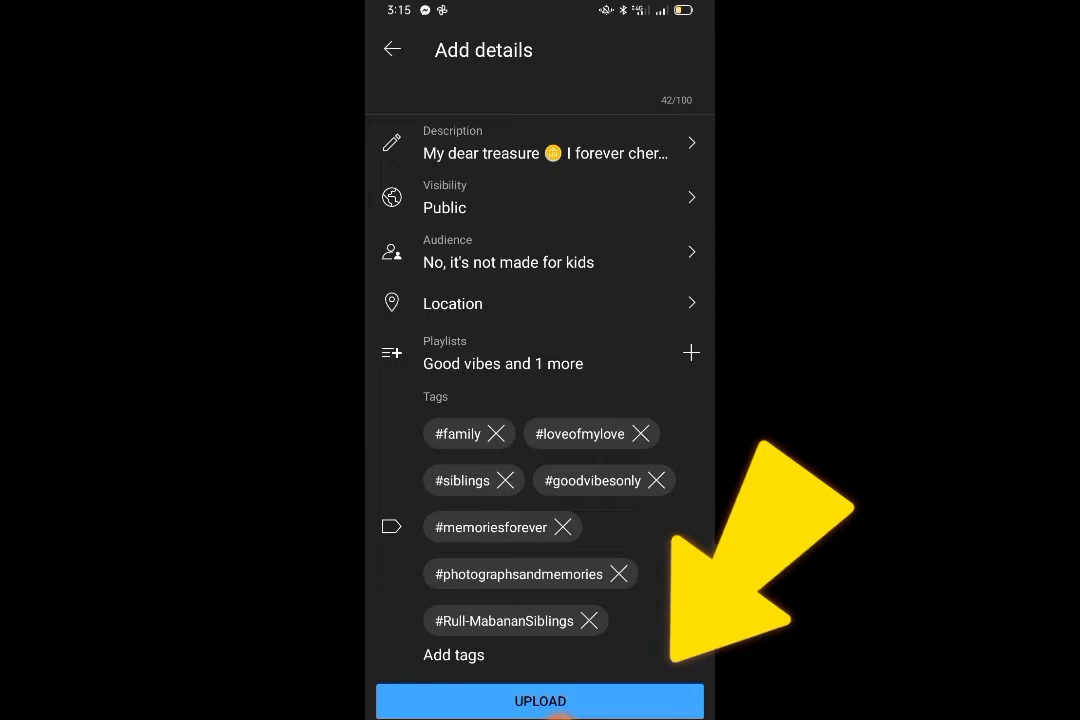 3:15
Add details
42/100
Description
My dear treasure 🪙 I forever cher...
Visibility
Public
Audience
No, it's not made for kids
Location
Playlists
Good vibes and 1 more
Tags
#family #loveofmylove
#siblings #goodvibesonly
#memoriesforever
#photographsandmemories
#Rull-MabananSiblings
Add tags
UPLOAD